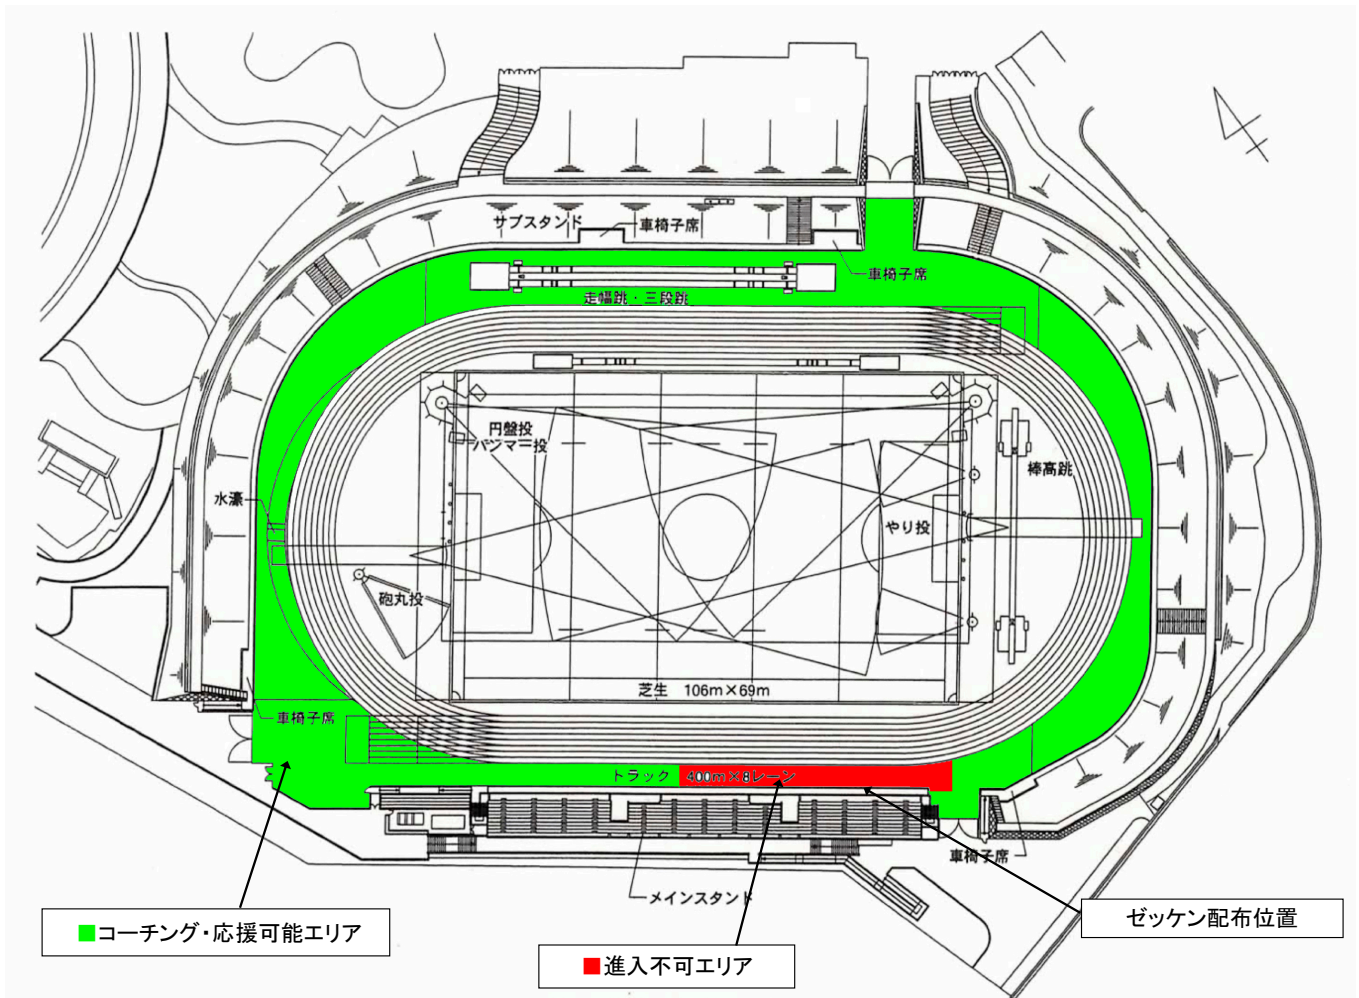 サブスタンド
車椅子席
車椅子席
走幅跳・三段跳
円盤投
ハンマー投
棒高跳
水濠
やり投
砲丸投
芝生 106m×69m
車椅子席
トラック 400m×8レーン
車椅子席
メインスタンド
■コーチング・応援可能エリア
■進入不可エリア
ゼッケン配布位置